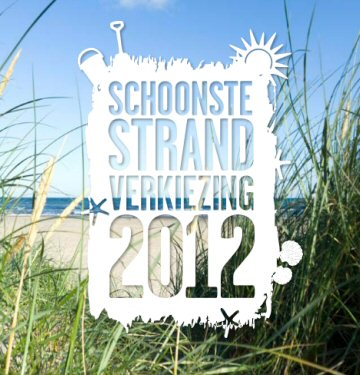 SCHOONSTE
STRAND
VERKIEZING
2012